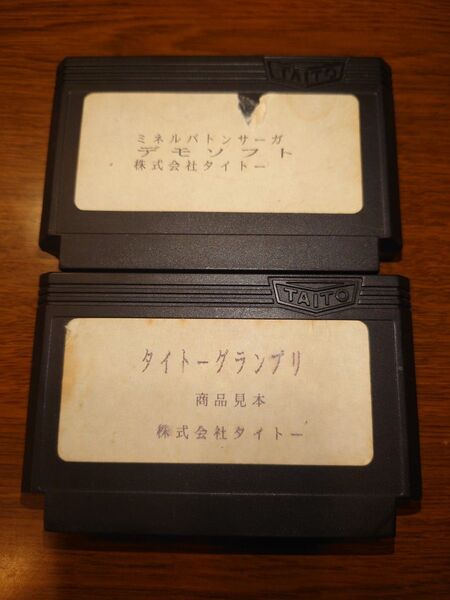 TAITO
ミネルバトンサーガ
デモソフト
株式会社タイトー
TAITO
タイトーグランプリ
商品見本
株式会社タイトー